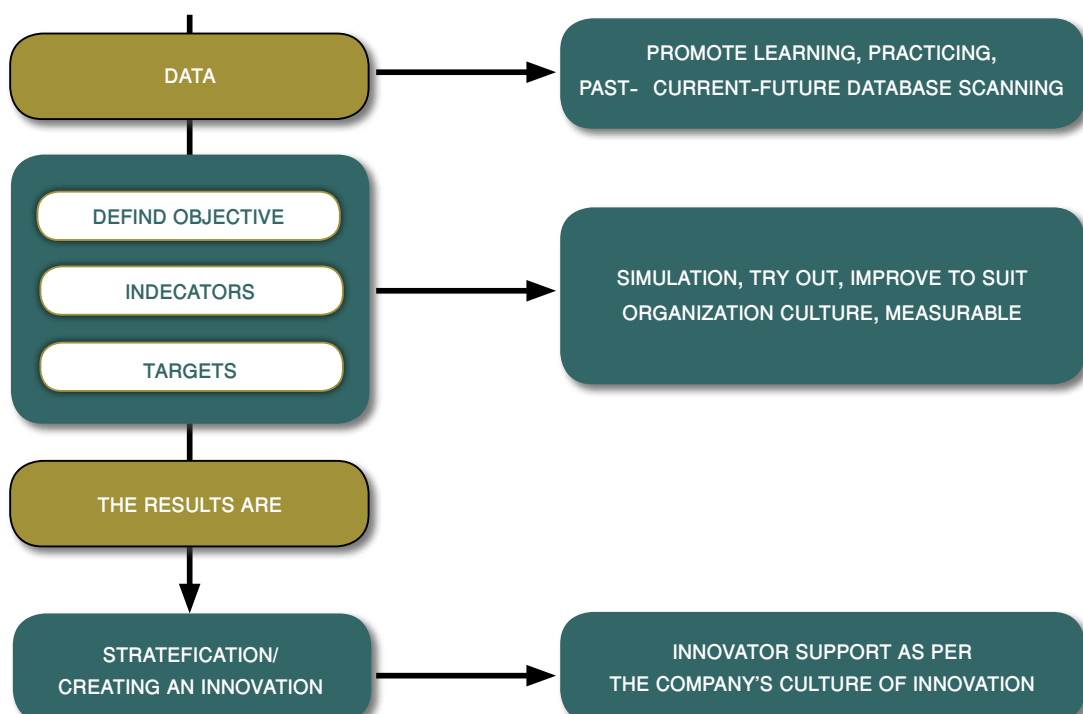 DATA
PROMOTE LEARNING, PRACTICING,
PAST- CURRENT-FUTURE DATABASE SCANNING
DEFIND OBJECTIVE
INDECATORS
TARGETS
SIMULATION, TRY OUT, IMPROVE TO SUIT
ORGANIZATION CULTURE, MEASURABLE
THE RESULTS ARE
STRATEFICATION/
CREATING AN INNOVATION
INNOVATOR SUPPORT AS PER
THE COMPANY'S CULTURE OF INNOVATION